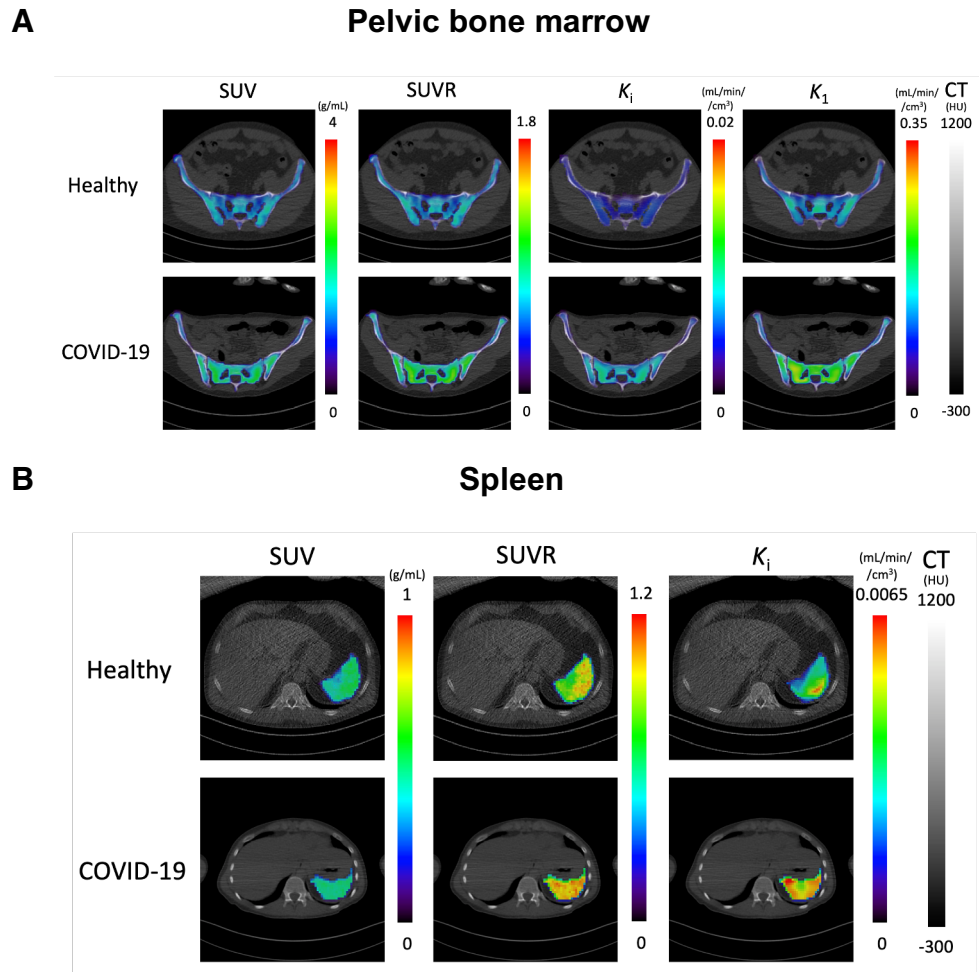 A
Pelvic bone marrow
SUV
SUVR
Ki
K1
CT
(g/mL)
(mL/min/
/cm³)
(mL/min/
/cm³)
(HU)
4
1.8
0.02
0.35
1200
Healthy
COVID-19
0
0
0
0
-300
B
Spleen
SUV
SUVR
Ki
CT
(g/mL)
(mL/min/
/cm³)
(HU)
1
1.2
0.0065
1200
Healthy
COVID-19
0
0
0
-300